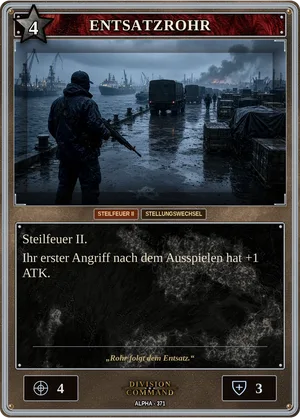 4
ENTSATZROHR
STEILFEUER II
STELLUNGSWECHSEL
Steilfeuer II.
Ihr erster Angriff nach dem Ausspielen hat +1
ATK.
„Rohr folgt dem Entsatz.“
4
DIVISION
COMMAND
3
ALPHA · 371